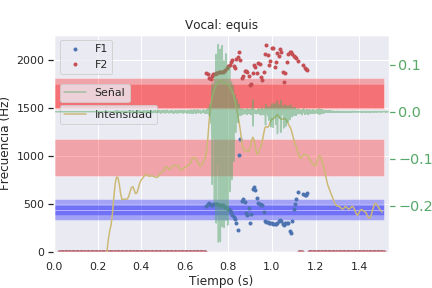 Vocal: equis
F1
F2
Señal
Intensidad
Frecuencia (Hz)
2000
1500
1000
500
0
0.1
0.0
−0.1
−0.2
0.0 0.2 0.4 0.6 0.8 1.0 1.2 1.4
Tiempo (s)